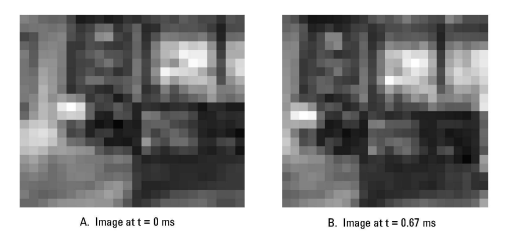 A. Image at t = 0 ms
B. Image at t = 0.67 ms